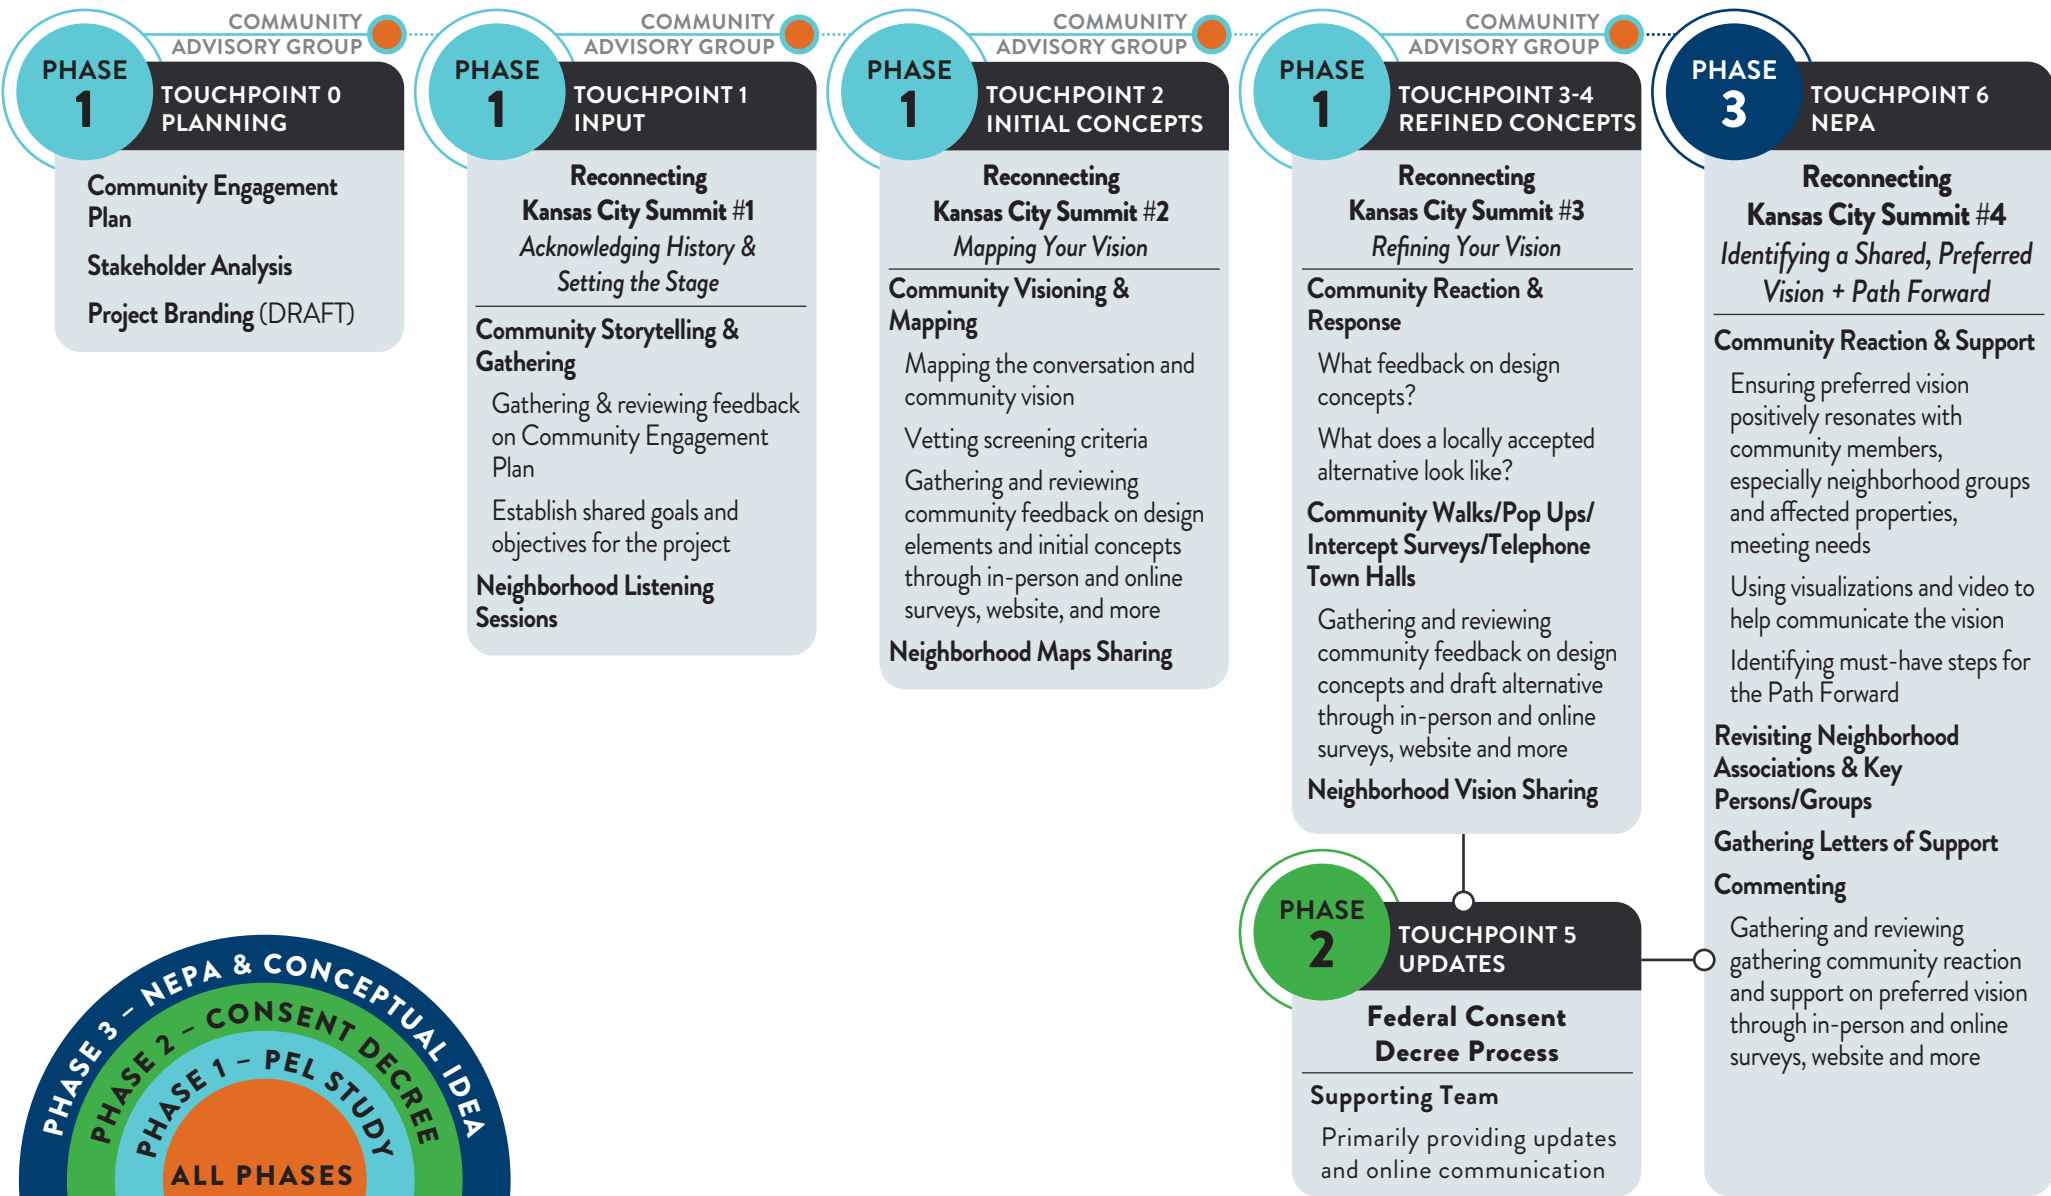 COMMUNITY
ADVISORY GROUP
PHASE
1
TOUCHPOINT 0
PLANNING
Community Engagement
Plan
Stakeholder Analysis
Project Branding (DRAFT)
COMMUNITY
ADVISORY GROUP
PHASE
1
TOUCHPOINT 1
INPUT
Reconnecting
Kansas City Summit #1
Acknowledging History &
Setting the Stage
Community Storytelling &
Gathering
Gathering & reviewing feedback
on Community Engagement
Plan
Establish shared goals and
objectives for the project
Neighborhood Listening
Sessions
COMMUNITY
ADVISORY GROUP
PHASE
1
TOUCHPOINT 2
INITIAL CONCEPTS
Reconnecting
Kansas City Summit #2
Mapping Your Vision
Community Visioning &
Mapping
Mapping the conversation and
community vision
Vetting screening criteria
Gathering and reviewing
community feedback on design
elements and initial concepts
through in-person and online
surveys, website, and more
Neighborhood Maps Sharing
COMMUNITY
ADVISORY GROUP
PHASE
1
TOUCHPOINT 3-4
REFINED CONCEPTS
Reconnecting
Kansas City Summit #3
Refining Your Vision
Community Reaction &
Response
What feedback on design
concepts?
What does a locally accepted
alternative look like?
Community Walks/Pop Ups/
Intercept Surveys/Telephone
Town Halls
Gathering and reviewing
community feedback on design
concepts and draft alternative
through in-person and online
surveys, website and more
Neighborhood Vision Sharing
PHASE
2
TOUCHPOINT 5
UPDATES
Federal Consent
Decree Process
Supporting Team
Primarily providing updates
and online communication
PHASE
3
TOUCHPOINT 6
NEPA
Reconnecting
Kansas City Summit #4
Identifying a Shared, Preferred
Vision + Path Forward
Community Reaction & Support
Ensuring preferred vision
positively resonates with
community members,
especially neighborhood groups
and affected properties,
meeting needs
Using visualizations and video to
help communicate the vision
Identifying must-have steps for
the Path Forward
Revisiting Neighborhood
Associations & Key
Persons/Groups
Gathering Letters of Support
Commenting
Gathering and reviewing
gathering community reaction
and support on preferred vision
through in-person and online
surveys, website and more
PHASE 3 – NEPA & CONCEPTUAL IDEA
PHASE 2 – CONSENT DECREE
PHASE 1 – PEL STUDY
ALL PHASES